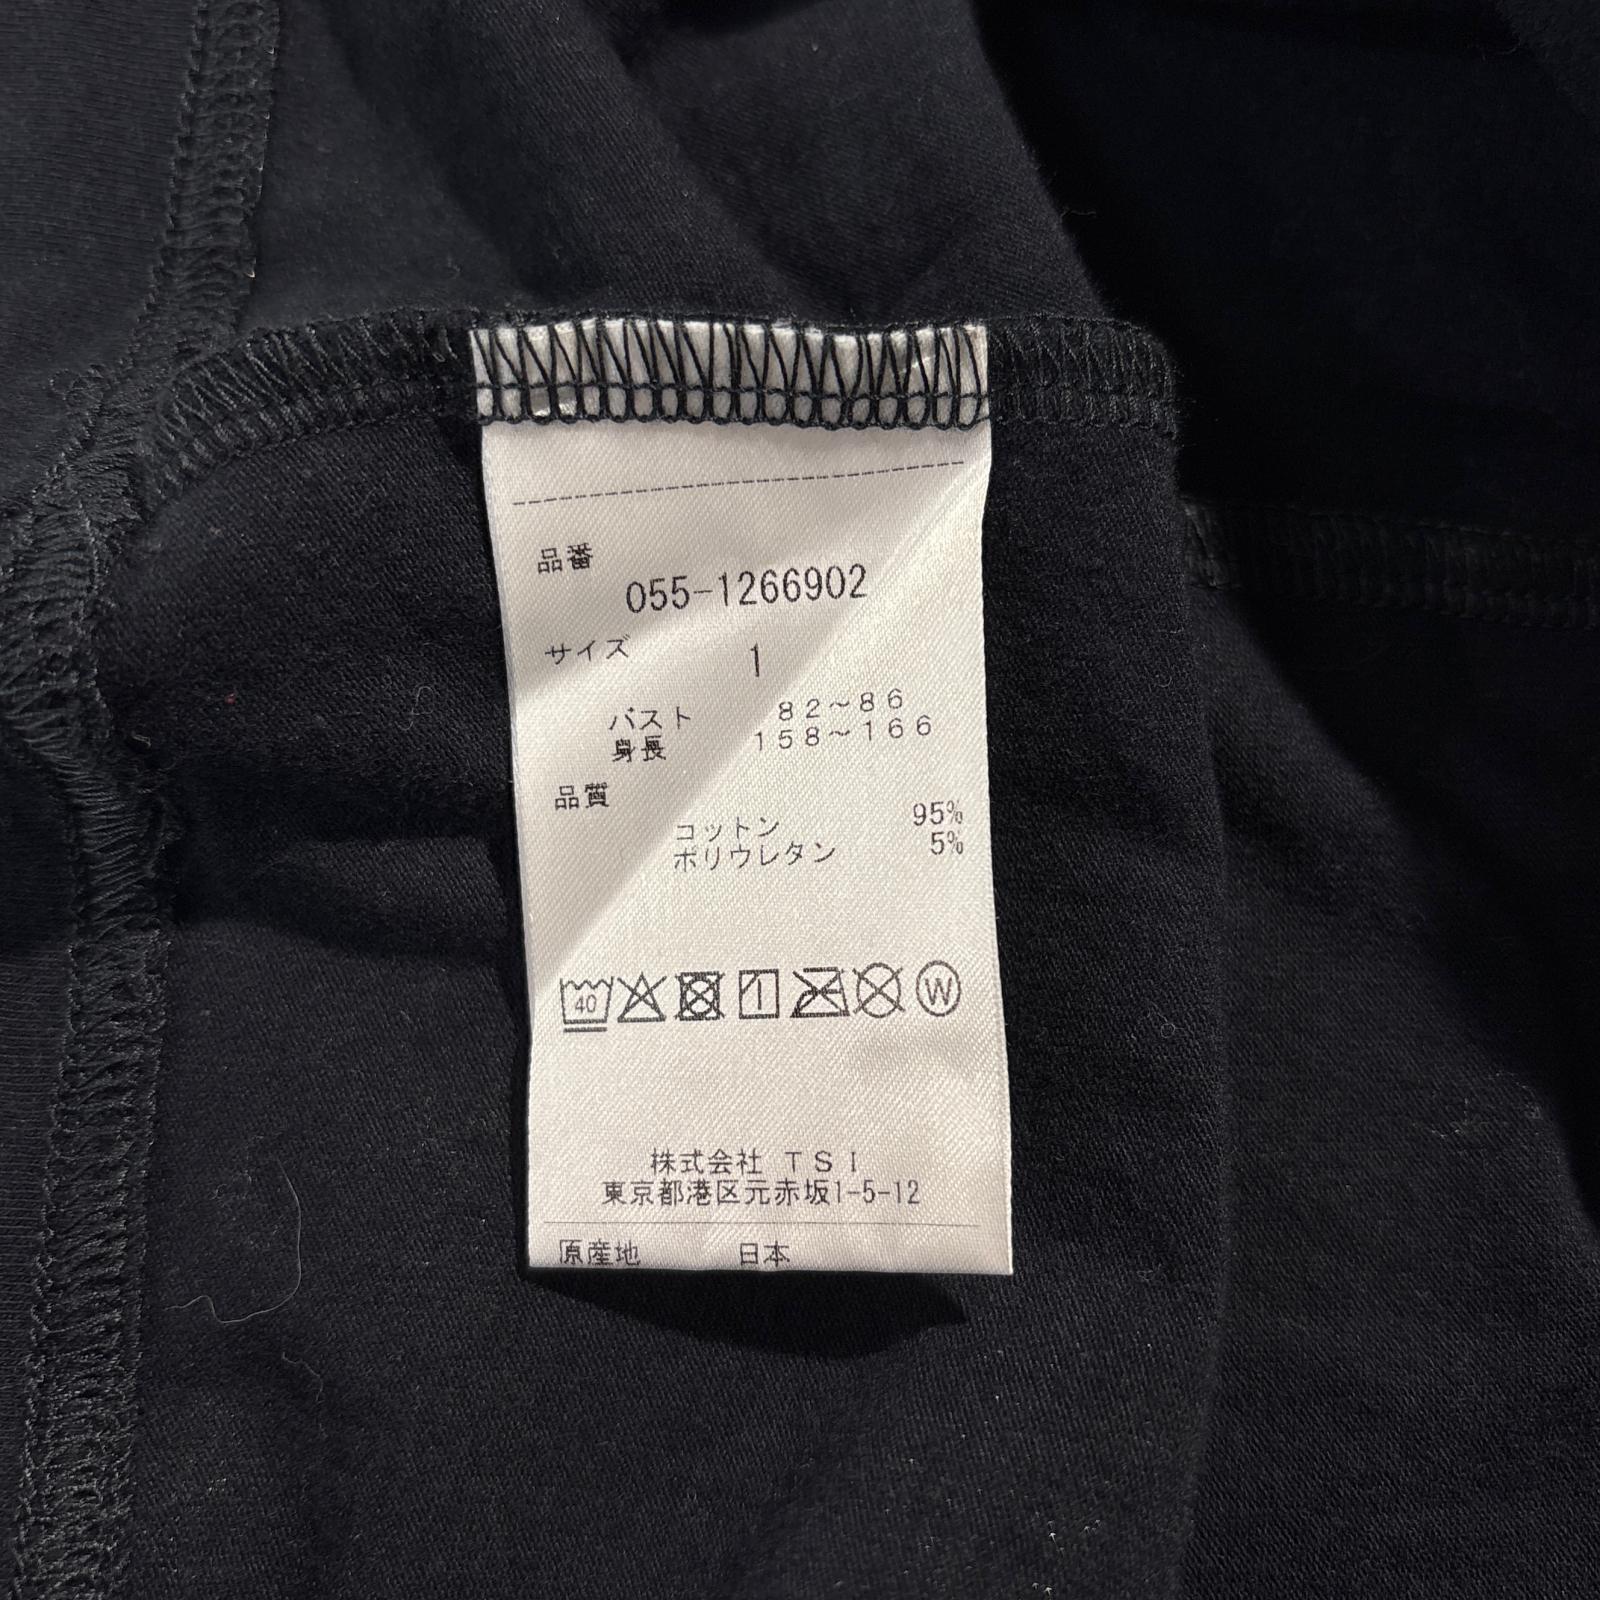 品番
055-1266902
サイズ 1
バスト 82~86
身長 158~166
品質
コットン 95%
ポリウレタン 5%
40 W
株式会社 TSI
東京都港区元赤坂1-5-12
原産地 日本